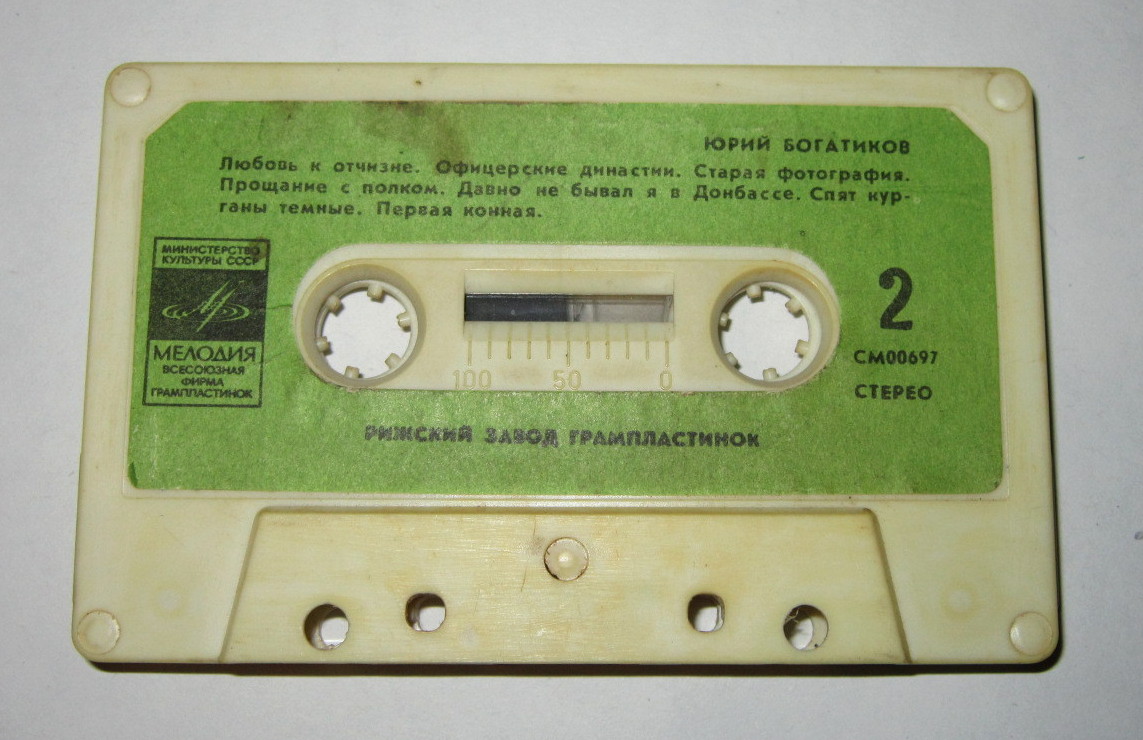 ЮРИЙ БОГАТИКОВ
Любовь к отчизне. Офицерские династии. Старая фотография.
Прощание с полком. Давно не бывал я в Донбассе. Спят кур-
ганы темные. Первая конная.
МИНИСТЕРСТВО
КУЛЬТУРЫ СССР
МЕЛОДИЯ
ВСЕСОЮЗНАЯ
ФИРМА
ГРАМПЛАСТИНОК
100 50 0
2
СМ00697
СТЕРЕО
РИЖСКИЙ ЗАВОД ГРАМПЛАСТИНОК